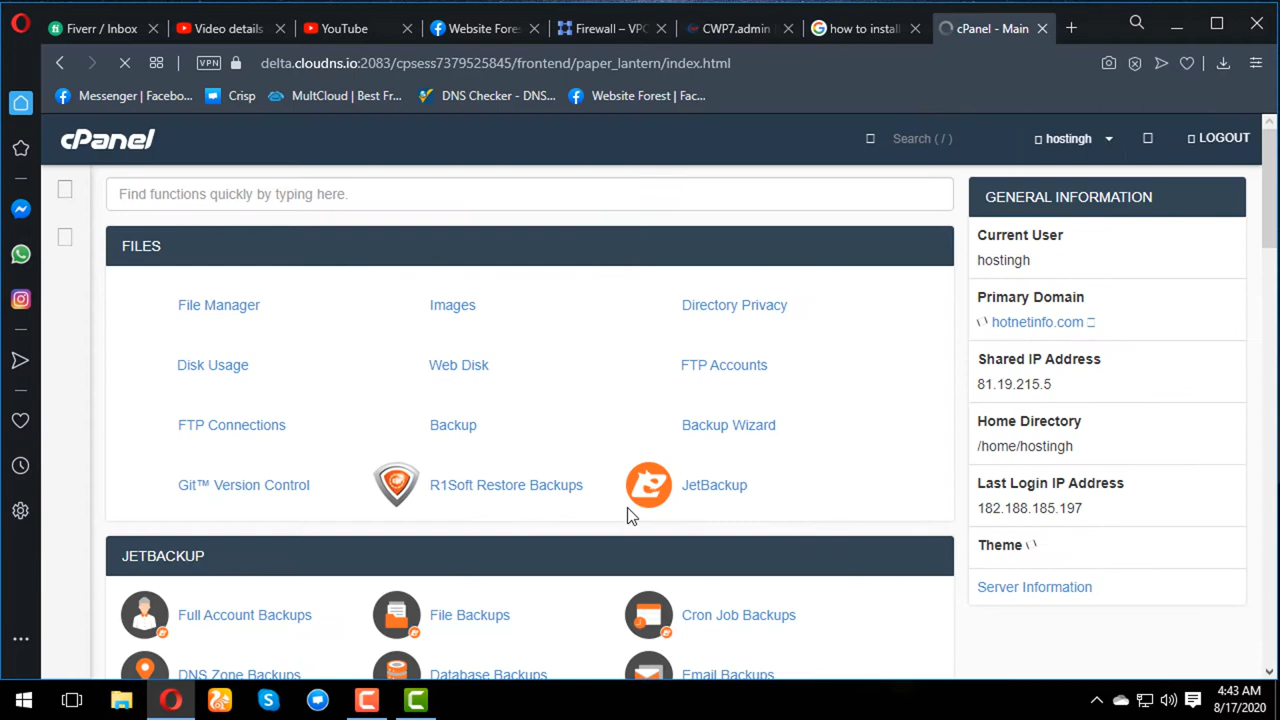 Fiverr / Inbox
Video details
YouTube
Website Fores
Firewall – VPC
CWP7.admin
how to install
cPanel - Main
VPN
delta.cloudns.io:2083/cpsess7379525845/frontend/paper_lantern/index.html
Messenger | Facebo...
Crisp
MultCloud | Best Fr...
DNS Checker - DNS...
Website Forest | Fac...
cPanel
Search ( / )
hostingh
LOGOUT
Find functions quickly by typing here.
FILES
File Manager
Images
Directory Privacy
Disk Usage
Web Disk
FTP Accounts
FTP Connections
Backup
Backup Wizard
Git™ Version Control
R1Soft Restore Backups
JetBackup
JETBACKUP
Full Account Backups
File Backups
Cron Job Backups
DNS Zone Backups
Database Backups
Email Backups
GENERAL INFORMATION
Current User
hostingh
Primary Domain
hotnetinfo.com
Shared IP Address
81.19.215.5
Home Directory
/home/hostingh
Last Login IP Address
182.188.185.197
Theme
Server Information
4:43 AM
8/17/2020